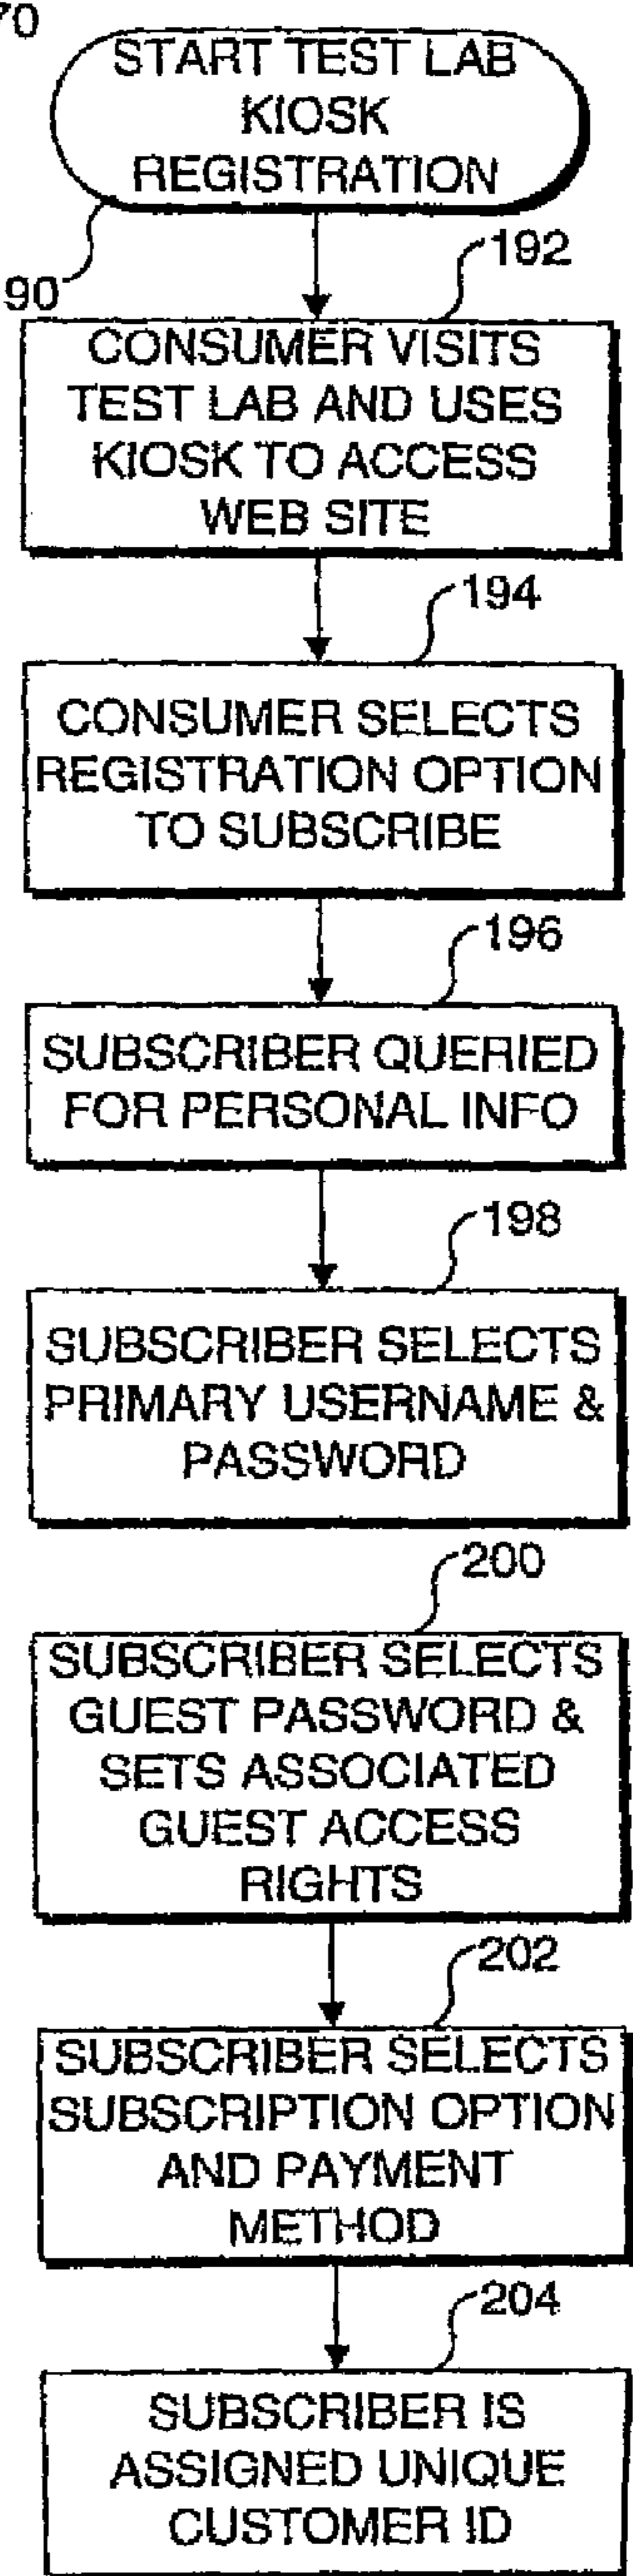 70
START TEST LAB
KIOSK
REGISTRATION
90
192
CONSUMER VISITS
TEST LAB AND USES
KIOSK TO ACCESS
WEB SITE
194
CONSUMER SELECTS
REGISTRATION OPTION
TO SUBSCRIBE
196
SUBSCRIBER QUERIED
FOR PERSONAL INFO
198
SUBSCRIBER SELECTS
PRIMARY USERNAME &
PASSWORD
200
SUBSCRIBER SELECTS
GUEST PASSWORD &
SETS ASSOCIATED
GUEST ACCESS
RIGHTS
202
SUBSCRIBER SELECTS
SUBSCRIPTION OPTION
AND PAYMENT
METHOD
204
SUBSCRIBER IS
ASSIGNED UNIQUE
CUSTOMER ID